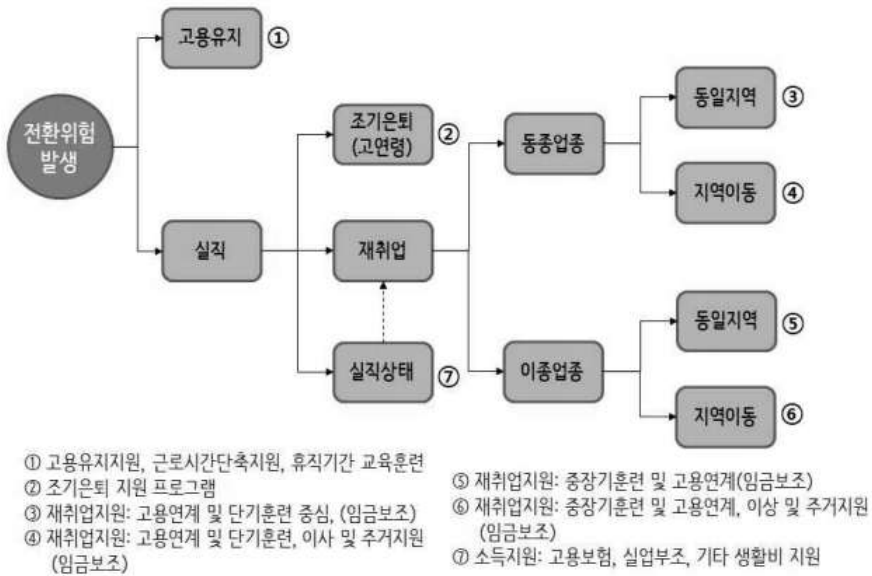 고용유지 ①
전환위험
발생
조기은퇴
(고연령) ②
동종업종
동일지역 ③
지역이동 ④
실직
재취업
실직상태 ⑦
이종업종
동일지역 ⑤
지역이동 ⑥
① 고용유지지원, 근로시간단축지원, 휴직기간 교육훈련
② 조기은퇴 지원 프로그램
③ 재취업지원: 고용연계 및 단기훈련 중심, (임금보조)
④ 재취업지원: 고용연계 및 단기훈련, 이사 및 주거지원
(임금보조)
⑤ 재취업지원: 중장기훈련 및 고용연계(임금보조)
⑥ 재취업지원: 중장기훈련 및 고용연계, 이상 및 주거지원
(임금보조)
⑦ 소득지원: 고용보험, 실업부조, 기타 생활비 지원